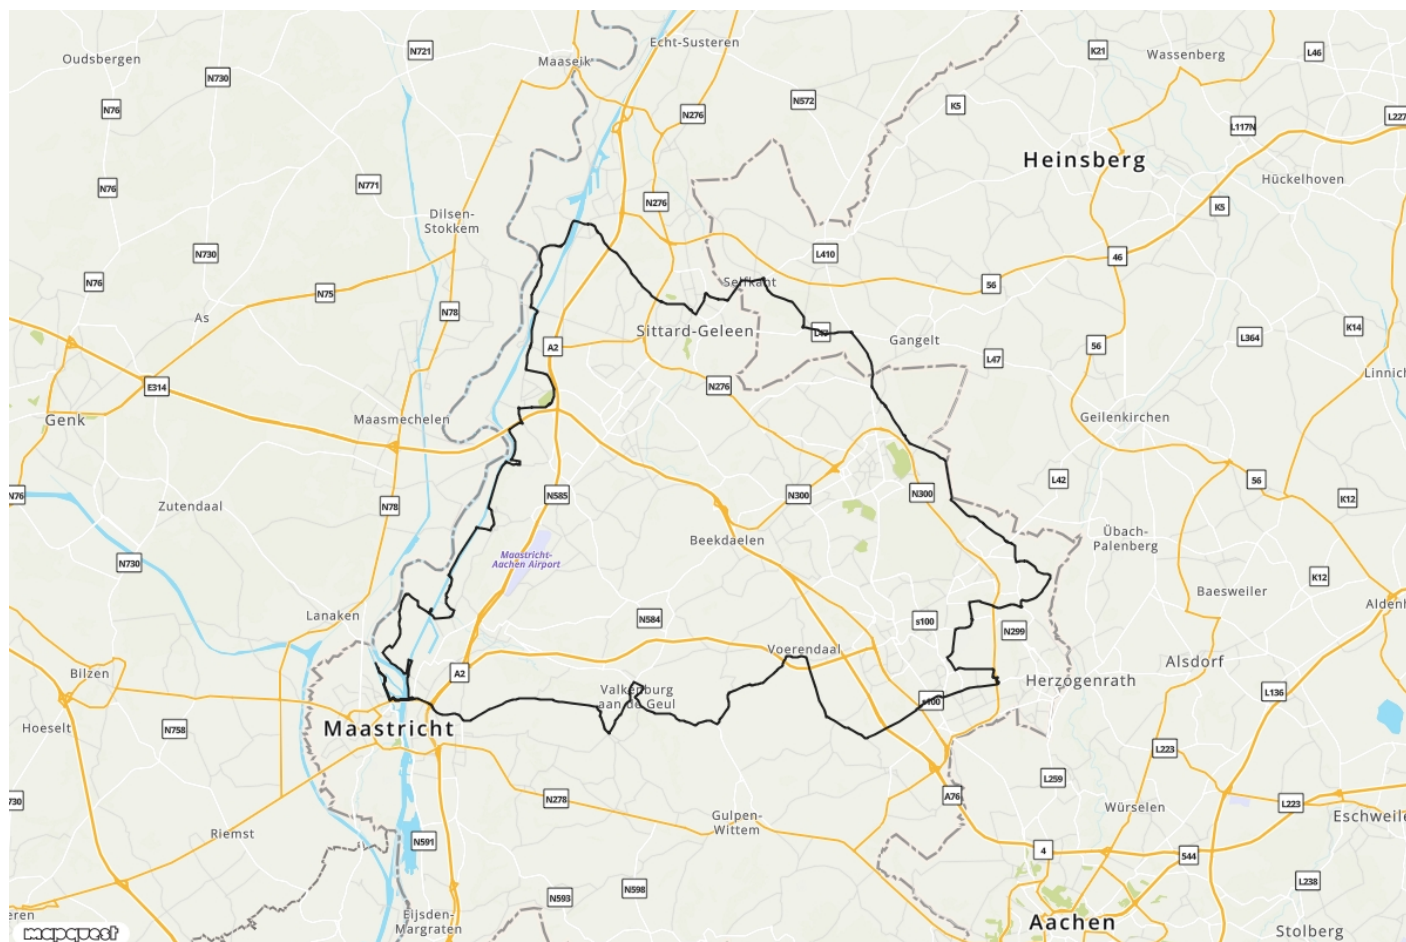 Oudsbergen
N721
Echt-Susteren
K21
Wassenberg
L46
Maaseik
N730
N76
N276
N572
K5
L227
L117N
Heinsberg
N76
N771
Hückelhoven
N276
K5
Dilsen-
Stokkem
N730
L410
46
N76
N75
Selfkant
56
N78
As
Sittard-Geleen
Gangelt
L364
K14
A2
56
L47
E314
N276
Linnich
Genk
Maasmechelen
Geilenkirchen
N76
Zutendaal
N78
N585
N300
N300
L42
56
K12
Beekdaelen
Übach-
Palenberg
N730
Maastricht-
Aachen Airport
K12
Baesweiler
Lanaken
N584
s100
N299
Aldenh
Bilzen
A2
Voerendaal
Alsdorf
Herzogenrath
Valkenburg
aan de Geul
s100
L136
Hoeselt
N758
Maastricht
L223
730
N278
A76
L259
L223
Riemst
Gulpen-
Wittem
Würselen
Eschweile
N591
4
544
N593
N598
L238
eren
Eijsden-
Margraten
Aachen
Stolberg
mapquest